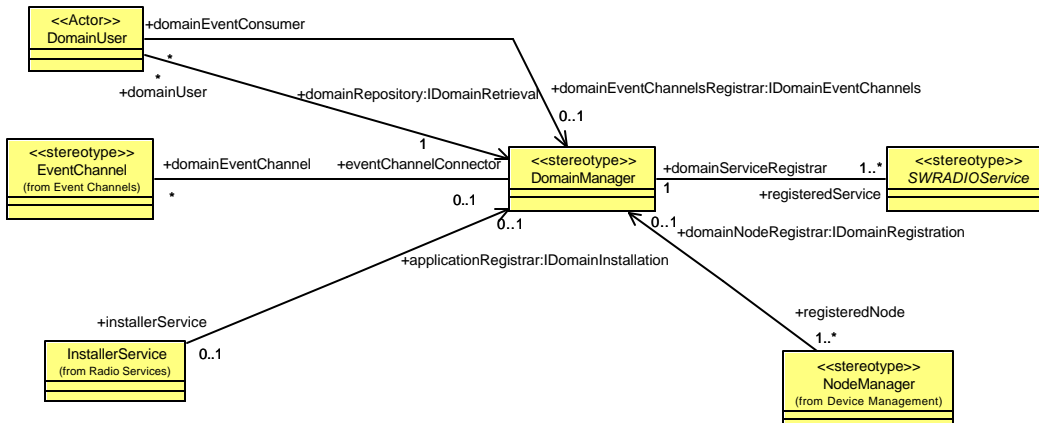 <<Actor>>
DomainUser
+domainEventConsumer
*
*
+domainUser
+domainRepository:IDomainRetrieval
1
+domainEventChannelsRegistrar:IDomainEventChannels
0..1
<<stereotype>>
EventChannel
(from Event Channels)
+domainEventChannel
*
+eventChannelConnector
0..1
<<stereotype>>
DomainManager
+domainServiceRegistrar
1
1..*
+registeredService
<<stereotype>>
SWRADIOService
0..1
+applicationRegistrar:IDomainInstallation
0..1
+domainNodeRegistrar:IDomainRegistration
+installerService
0..1
InstallerService
(from Radio Services)
+registeredNode
1..*
<<stereotype>>
NodeManager
(from Device Management)